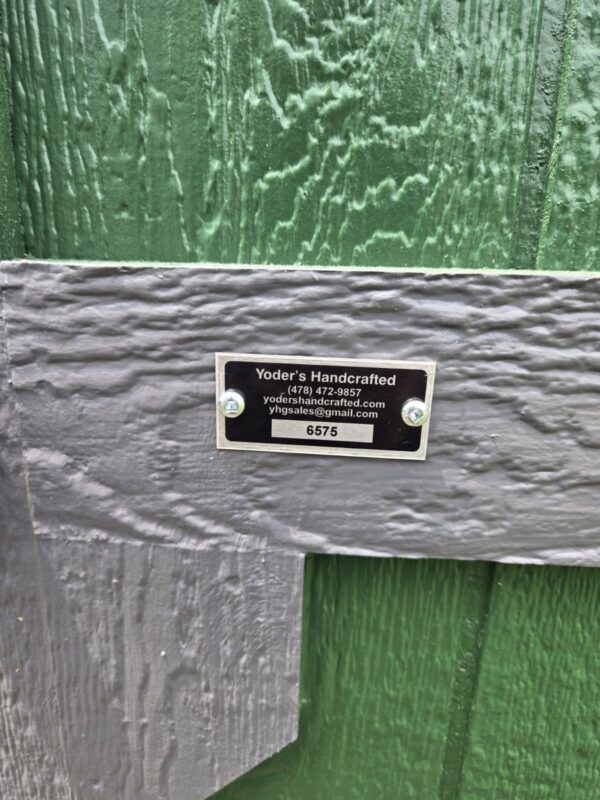 Yoder's Handcrafted
(478) 472-9857
yodershandcrafted.com
yhgsales@gmail.com
6575